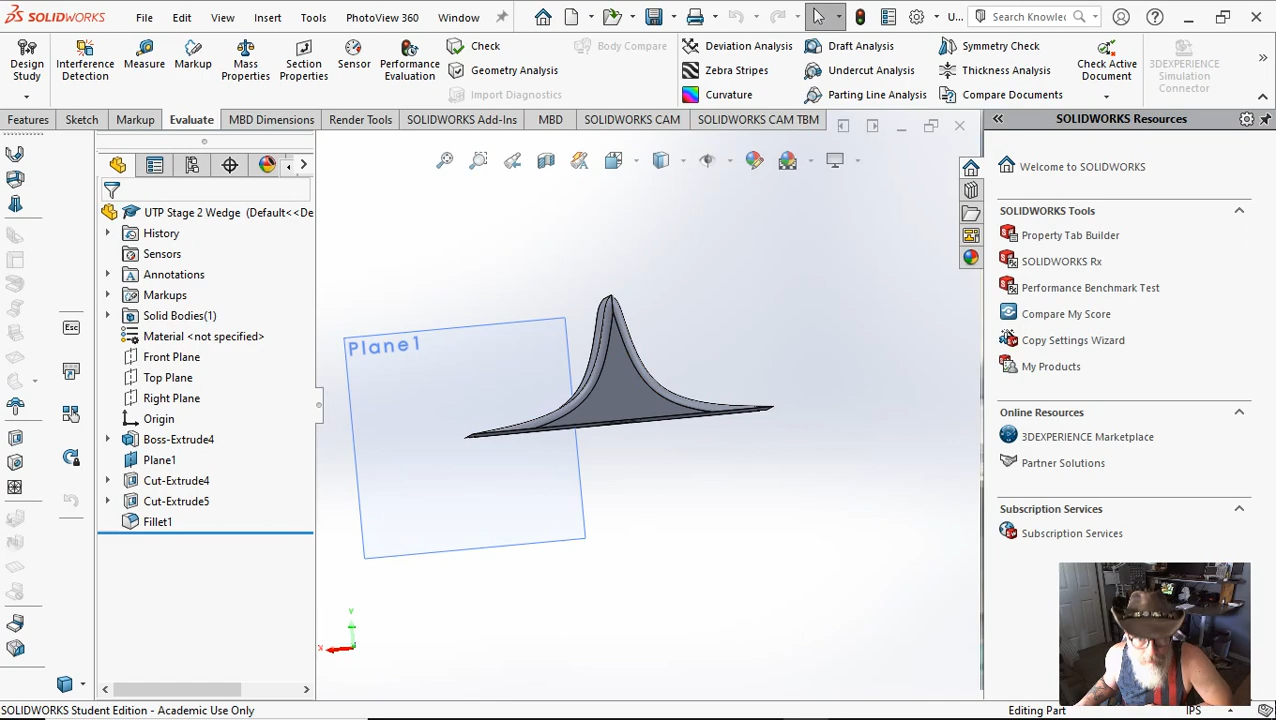 SOLIDWORKS File Edit View Insert Tools PhotoView 360 Window U... Search Knowlec
Design Study
Interference Detection
Measure
Markup
Mass Properties
Section Properties
Sensor
Performance Evaluation
Check
Body Compare
Geometry Analysis
Import Diagnostics
Deviation Analysis
Draft Analysis
Symmetry Check
Zebra Stripes
Undercut Analysis
Thickness Analysis
Curvature
Parting Line Analysis
Compare Documents
Check Active Document
3DEXPERIENCE Simulation Connector
Features Sketch Markup Evaluate MBD Dimensions Render Tools SOLIDWORKS Add-Ins MBD SOLIDWORKS CAM SOLIDWORKS CAM TBM
UTP Stage 2 Wedge (Default<<De
History
Sensors
Annotations
Markups
Solid Bodies(1)
Material <not specified>
Front Plane
Top Plane
Right Plane
Origin
Boss-Extrude4
Plane1
Cut-Extrude4
Cut-Extrude5
Fillet1
Esc
Plane1
Y
X
SOLIDWORKS Resources
Welcome to SOLIDWORKS
SOLIDWORKS Tools
Property Tab Builder
SOLIDWORKS Rx
Performance Benchmark Test
Compare My Score
Copy Settings Wizard
My Products
Online Resources
3DEXPERIENCE Marketplace
Partner Solutions
Subscription Services
Subscription Services
SOLIDWORKS Student Edition - Academic Use Only
Editing Part
IPS